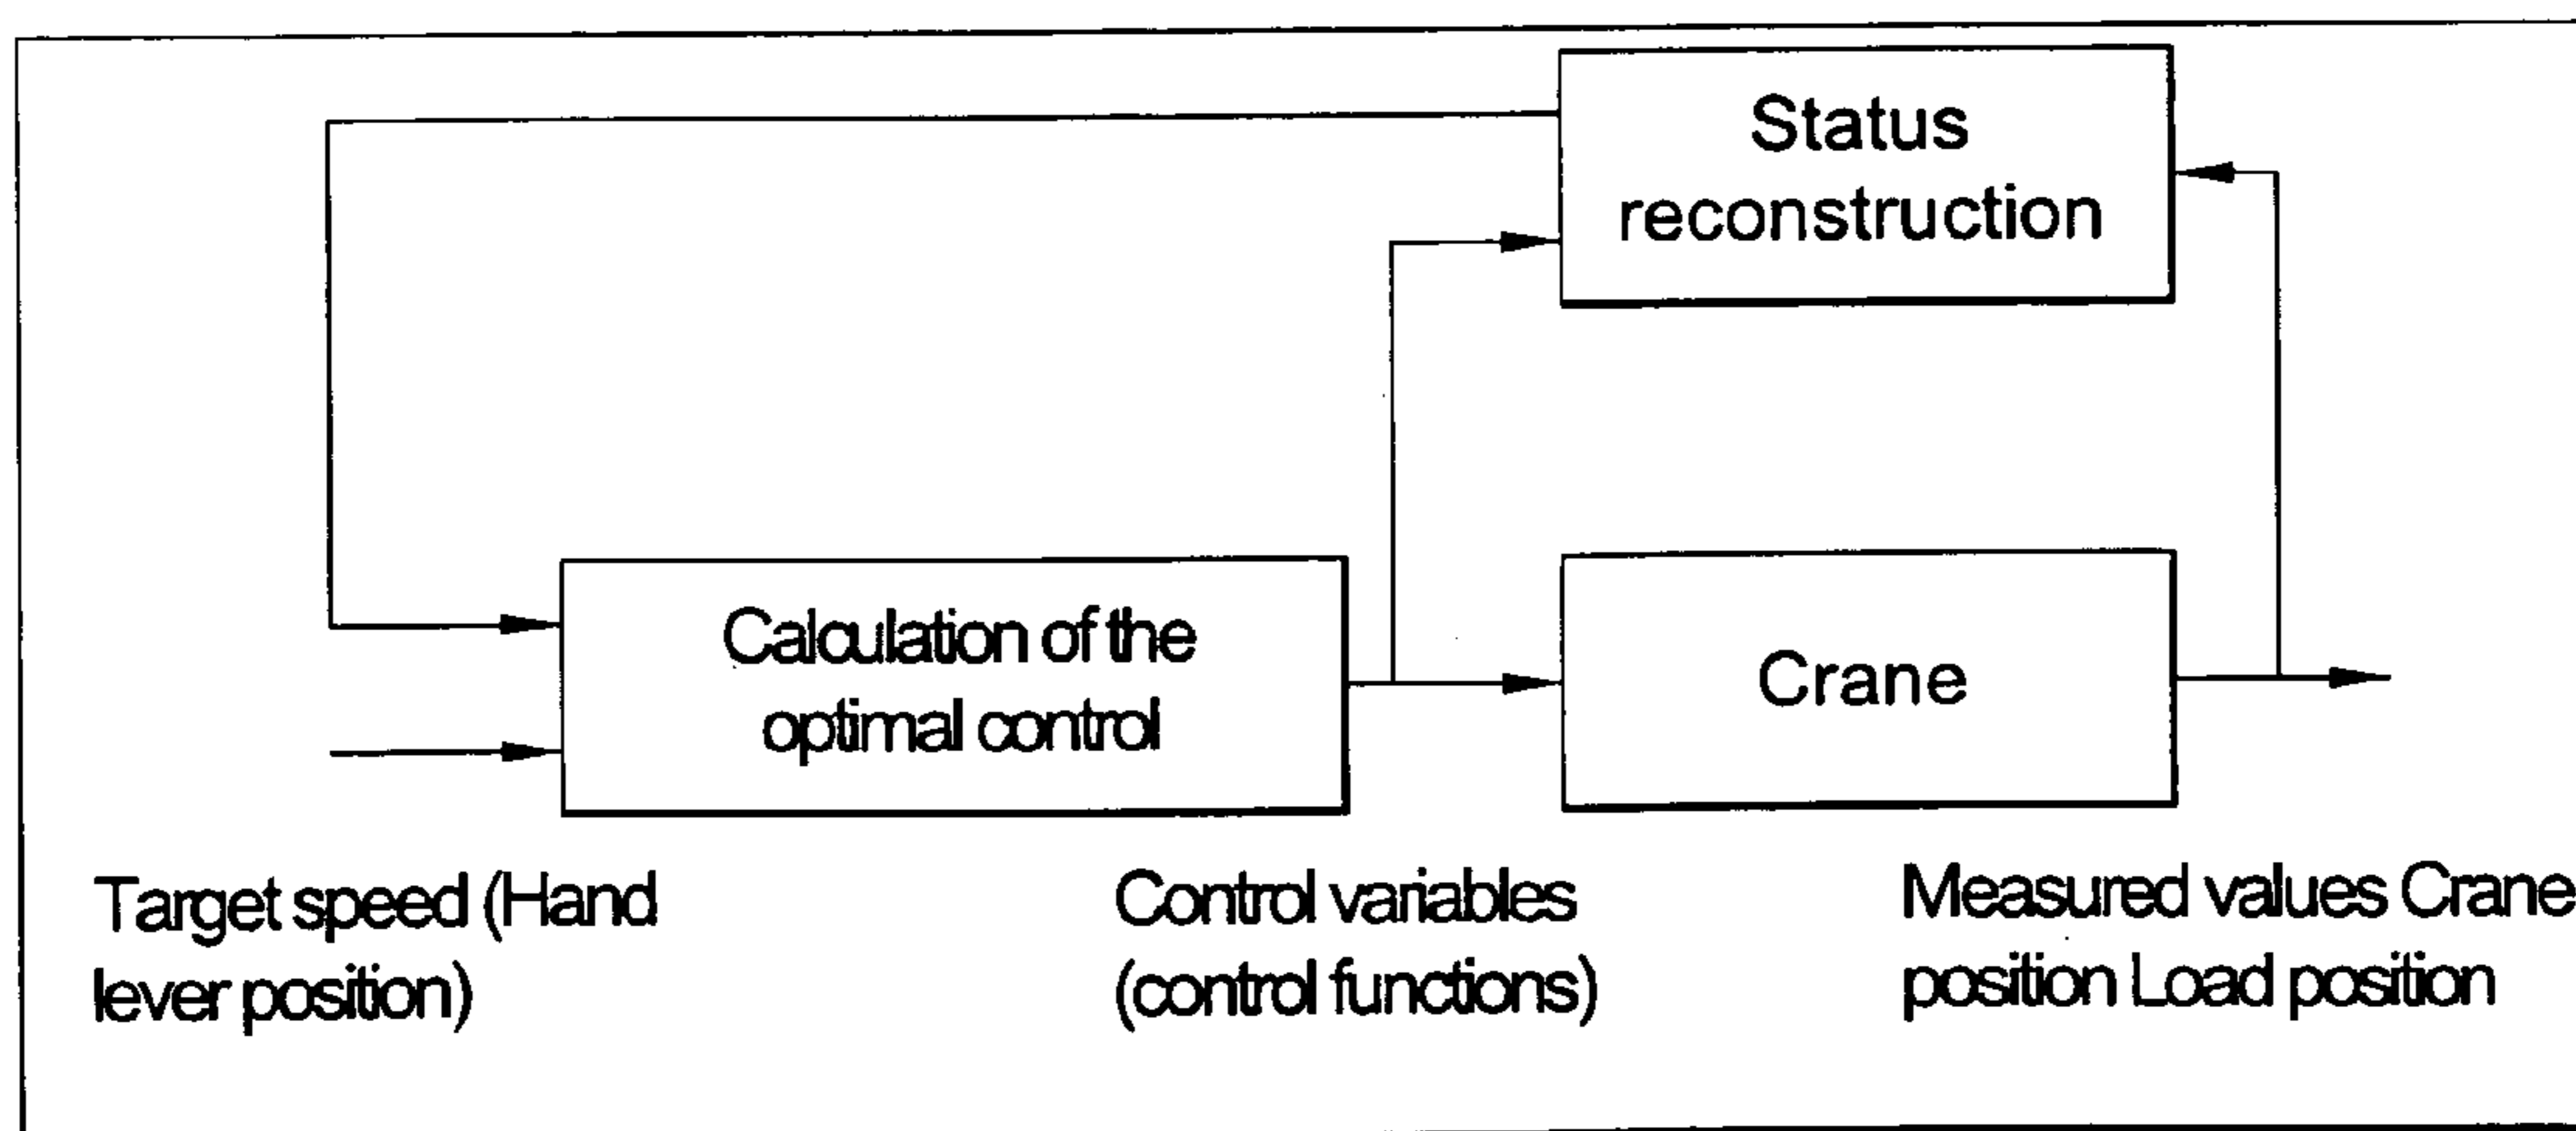 Status
reconstruction
Calculation of the
optimal control
Crane
Target speed (Hand
lever position)
Control variables
(control functions)
Measured values Crane
position Load position